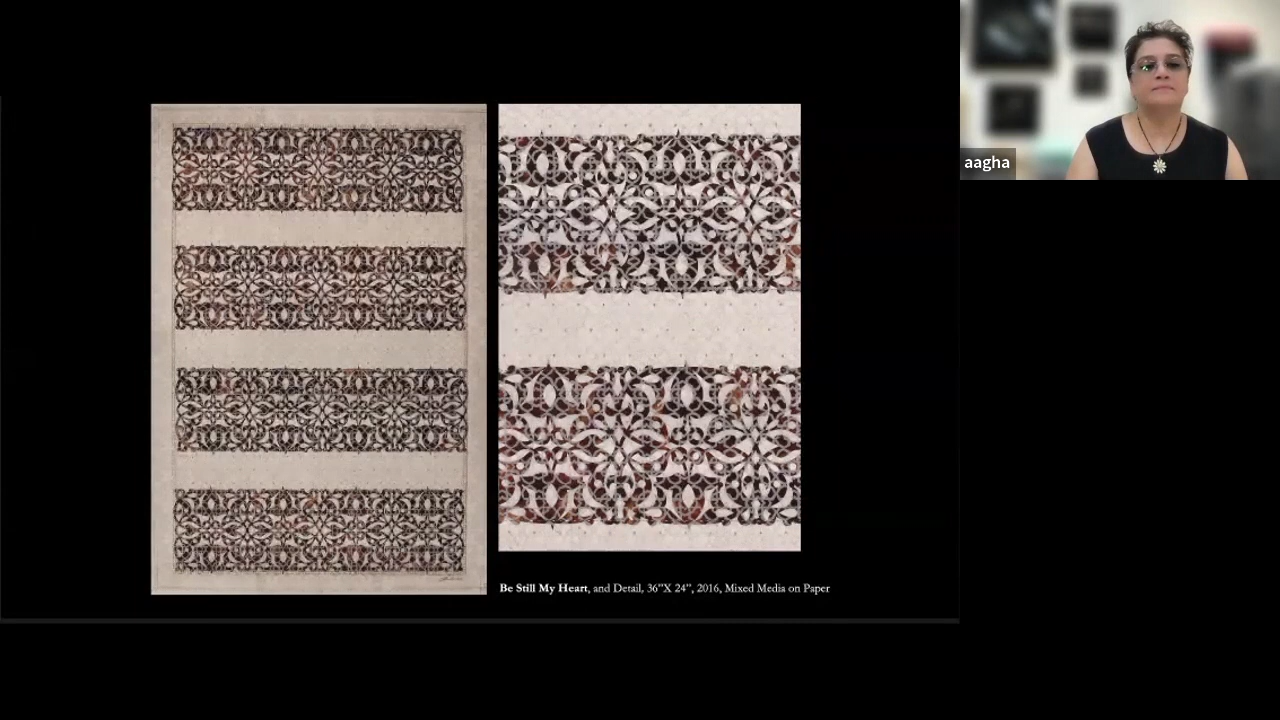 aagha
Be Still My Heart, and Detail, 36"X 24", 2016, Mixed Media on Paper